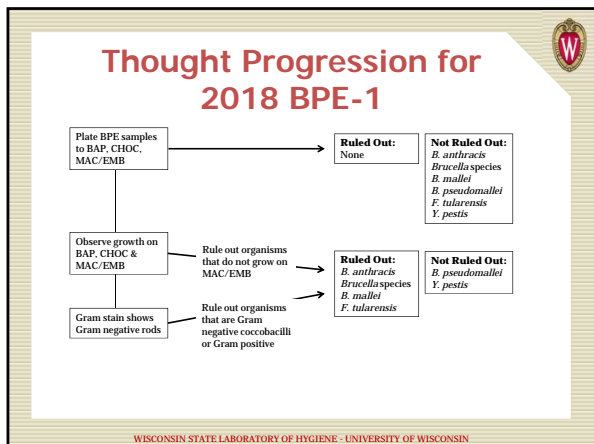 Thought Progression for
2018 BPE-1
Plate BPE samples
to BAP, CHOC,
MAC/EMB
Ruled Out:
None
Not Ruled Out:
B. anthracis
Brucella species
B. mallei
B. pseudomallei
F. tularensis
Y. pestis
Observe growth on
BAP, CHOC &
MAC/EMB
Rule out organisms
that do not grow on
MAC/EMB
Ruled Out:
B. anthracis
Brucella species
B. mallei
F. tularensis
Not Ruled Out:
B. pseudomallei
Y. pestis
Gram stain shows
Gram negative rods
Rule out organisms
that are Gram
negative coccobacilli
or Gram positive
W
WISCONSIN STATE LABORATORY OF HYGIENE - UNIVERSITY OF WISCONSIN